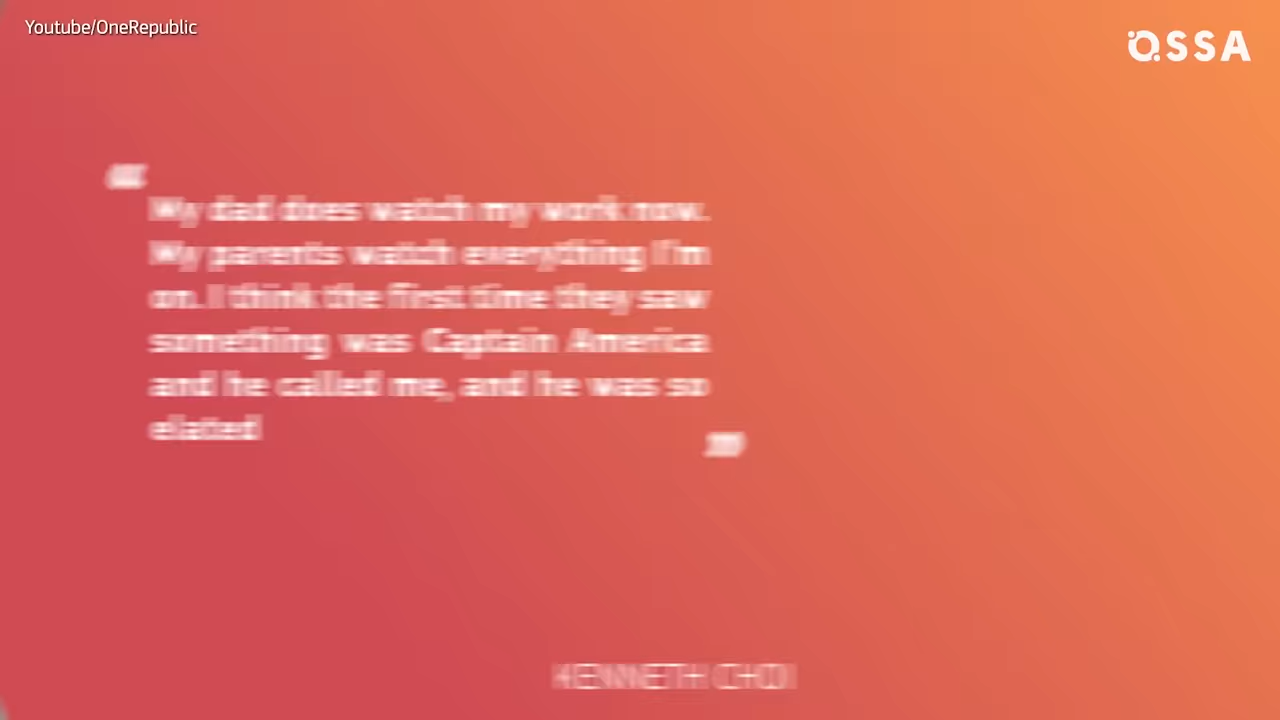 Youtube/OneRepublic
OSSA
“
My dad does watch my work now.
My parents watch everything I'm
on. I think the first time they saw
something was Captain America
and he called me, and he was so
elated
”
KENNETH CHOI